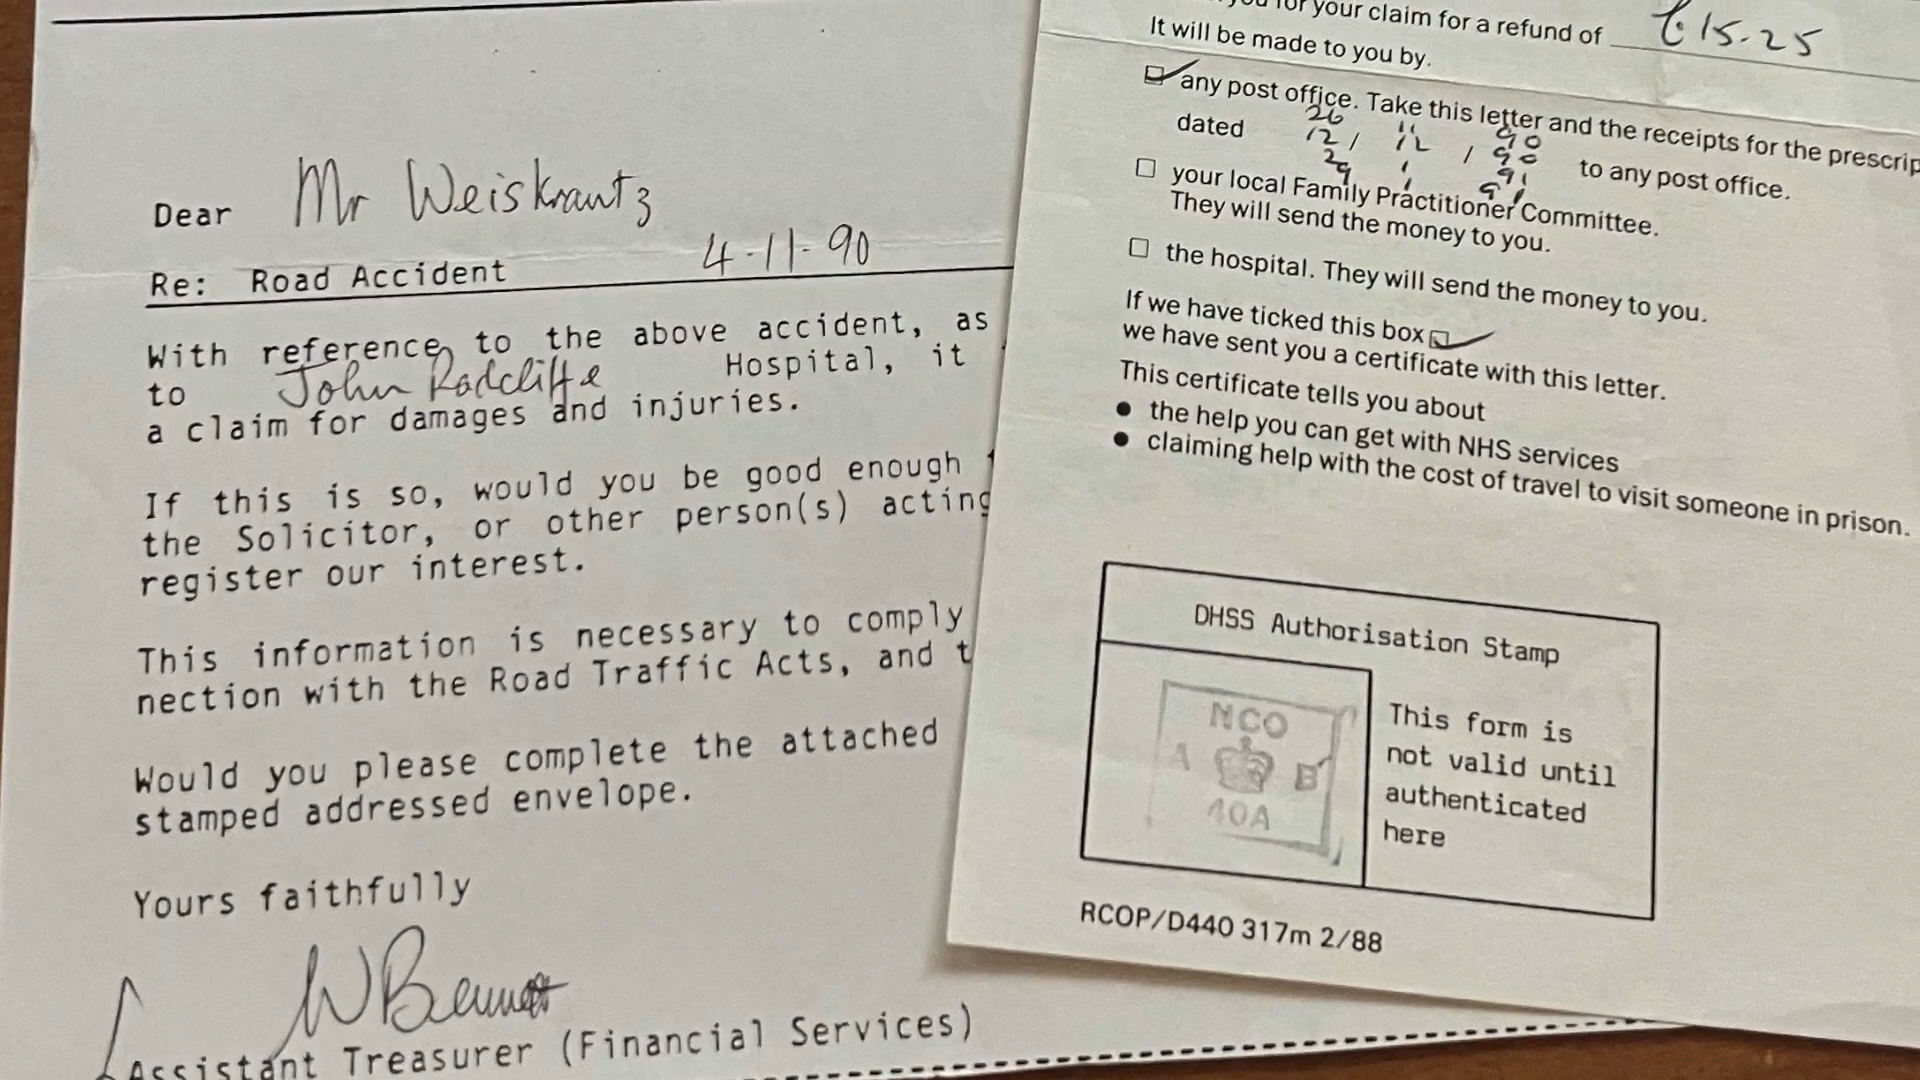 Dear Mr Weiskrantz
Re: Road Accident 4-11-90
With reference to the above accident, as
to John Radcliffe Hospital, it
a claim for damages and injuries.
If this is so, would you be good enough
the Solicitor, or other person(s) acting
register our interest.
This information is necessary to comply
nection with the Road Traffic Acts, and t
Would you please complete the attached
stamped addressed envelope.
Yours faithfully
W Bennett
Assistant Treasurer (Financial Services)
for your claim for a refund of £15.25
It will be made to you by.
any post office. Take this letter and the receipts for the prescrip
26 11 90
dated 12 / 12 / 90 to any post office.
29 1 91
1 91
your local Family Practitioner Committee.
They will send the money to you.
the hospital. They will send the money to you.
If we have ticked this box
we have sent you a certificate with this letter.
This certificate tells you about
• the help you can get with NHS services
• claiming help with the cost of travel to visit someone in prison.
DHSS Authorisation Stamp
NCO
A B
40A
This form is
not valid until
authenticated
here
RCOP/D440 317m 2/88